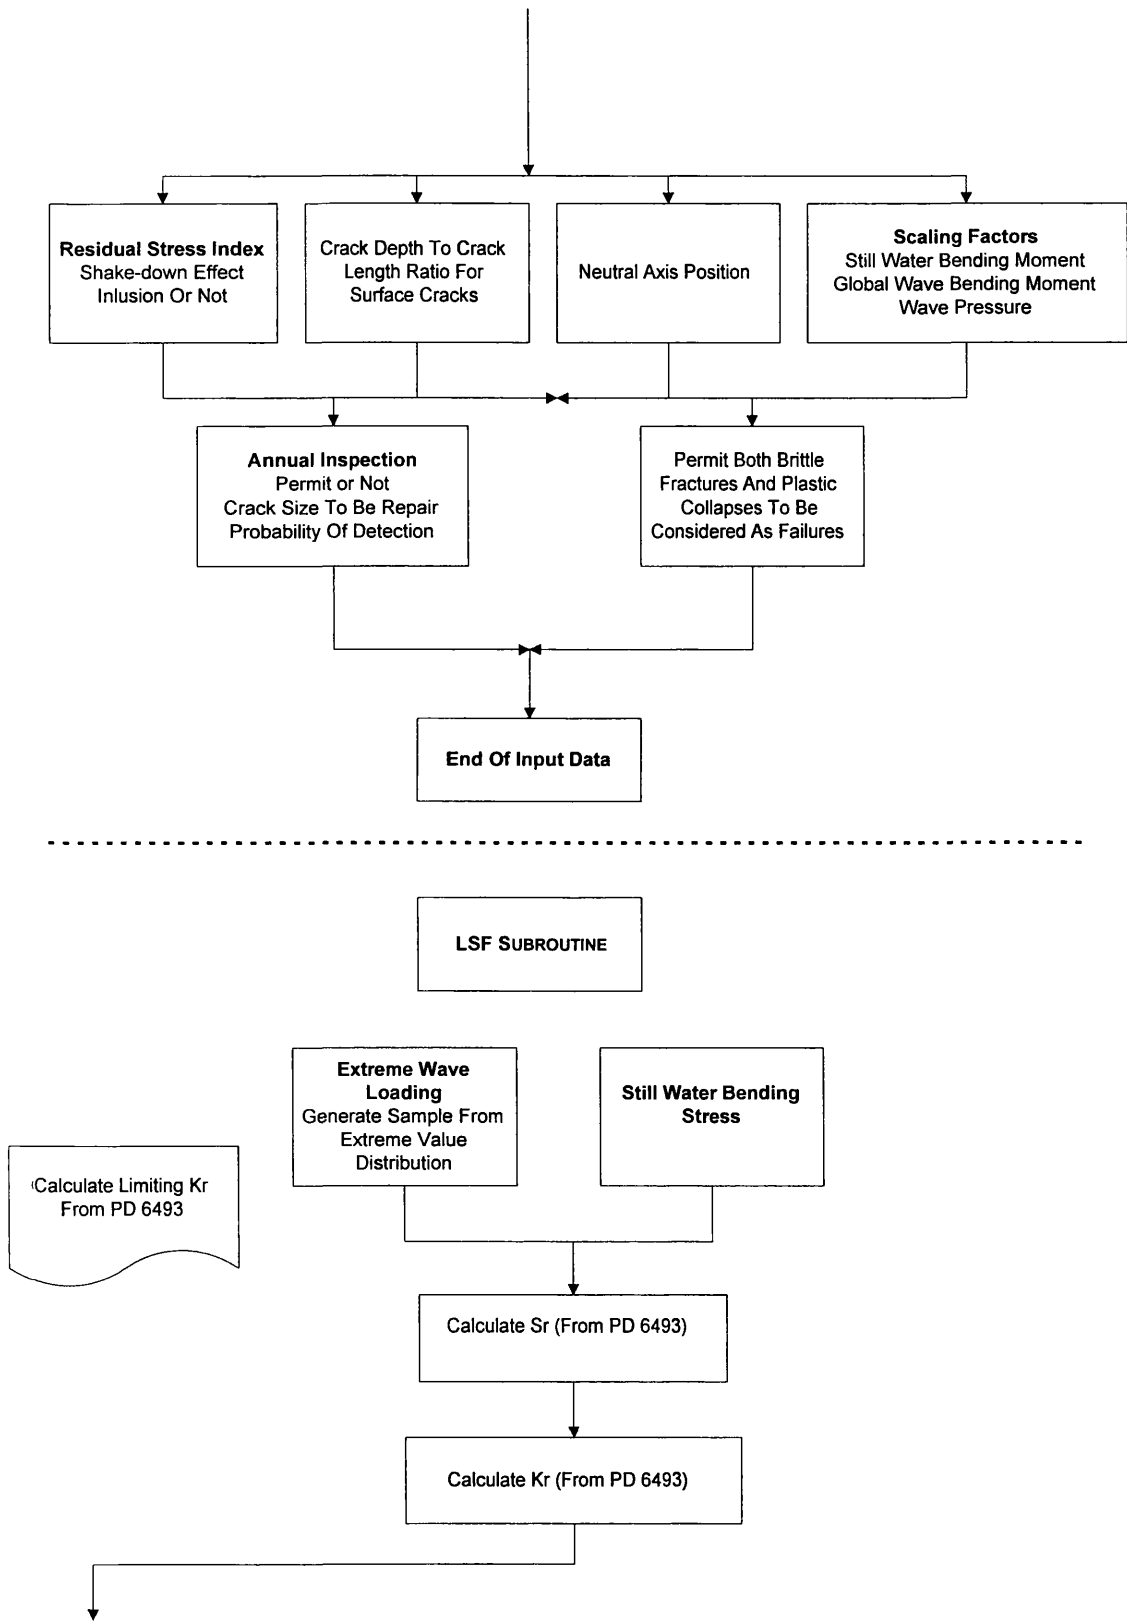 Residual Stress Index
Shake-down Effect
Inlusion Or Not
Crack Depth To Crack
Length Ratio For
Surface Cracks
Neutral Axis Position
Scaling Factors
Still Water Bending Moment
Global Wave Bending Moment
Wave Pressure
Annual Inspection
Permit or Not
Crack Size To Be Repair
Probability Of Detection
Permit Both Brittle
Fractures And Plastic
Collapses To Be
Considered As Failures
End Of Input Data
LSF SUBROUTINE
Extreme Wave
Loading
Generate Sample From
Extreme Value
Distribution
Still Water Bending
Stress
Calculate Limiting Kr
From PD 6493
Calculate Sr (From PD 6493)
Calculate Kr (From PD 6493)